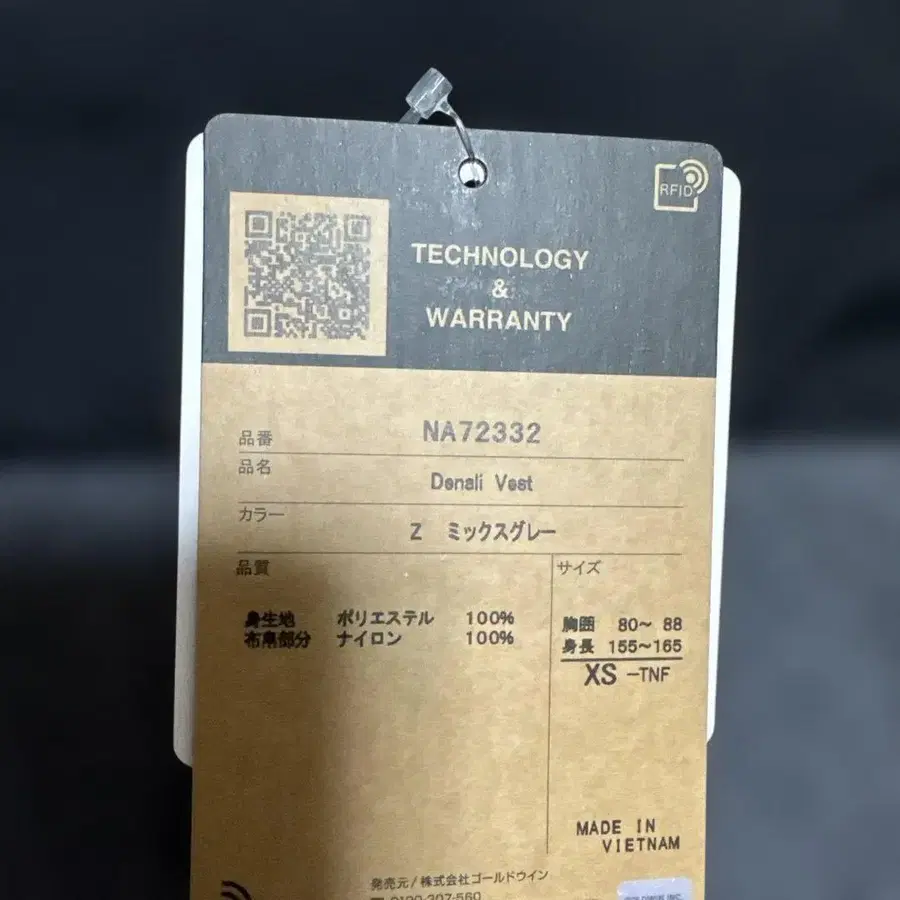 RFID
TECHNOLOGY
&
WARRANTY
品番 NA72332
品名 Denali Vest
カラー Z ミックスグレー
品質
身生地 ポリエステル 100%
布帛部分 ナイロン 100%
サイズ
胸囲 80～ 88
身長 155～165
XS -TNF
MADE IN
VIETNAM
発売元/株式会社ゴールドウイン
0120-307-560